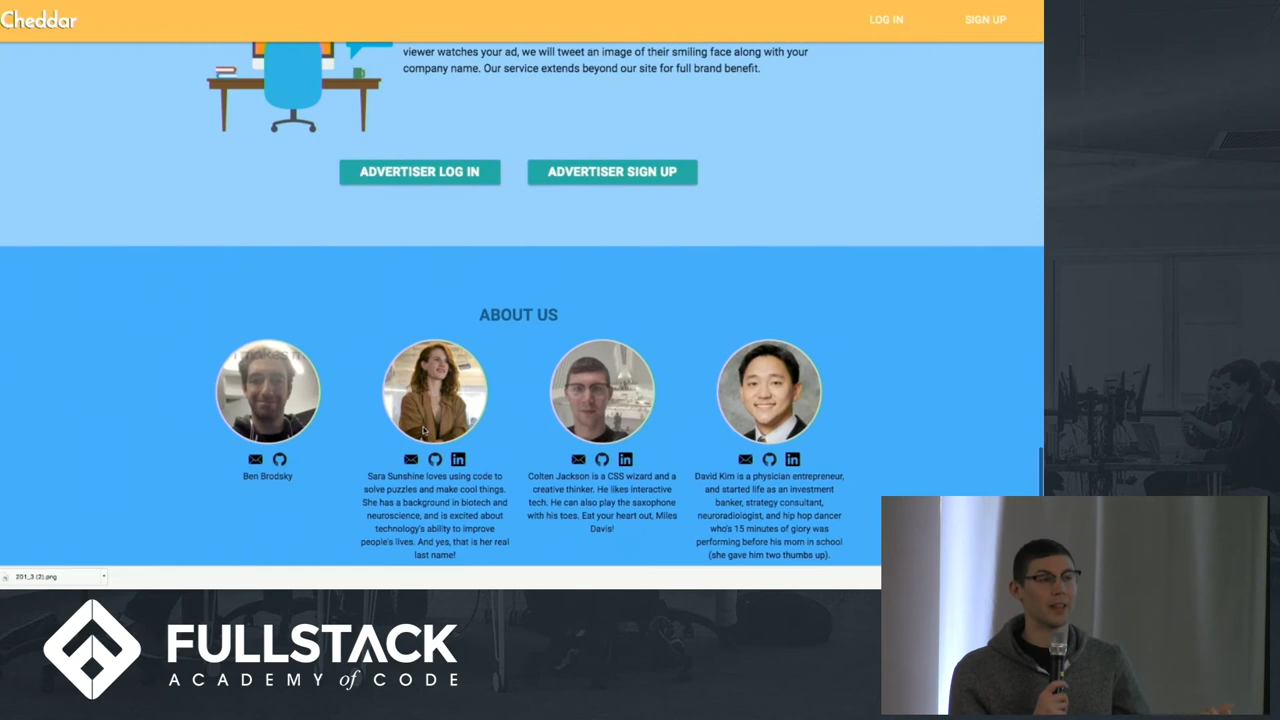 Cheddar
LOG IN
SIGN UP
viewer watches your ad, we will tweet an image of their smiling face along with your
company name. Our service extends beyond our site for full brand benefit.
ADVERTISER LOG IN
ADVERTISER SIGN UP
ABOUT US
Ben Brodsky
Sara Sunshine loves using code to
solve puzzles and make cool things.
She has a background in biotech and
neuroscience, and is excited about
technology's ability to improve
people's lives. And yes, that is her real
last name!
Colten Jackson is a CSS wizard and a
creative thinker. He likes interactive
tech. He can also play the saxophone
with his toes. Eat your heart out, Miles
Davis!
David Kim is a physician entrepreneur,
and started life as an investment
banker, strategy consultant,
neuroradiologist, and hip hop dancer
who's 15 minutes of glory was
performing before his mom in school
(she gave him two thumbs up).
201_3 (2).png
FULLSTACK
ACADEMY of CODE